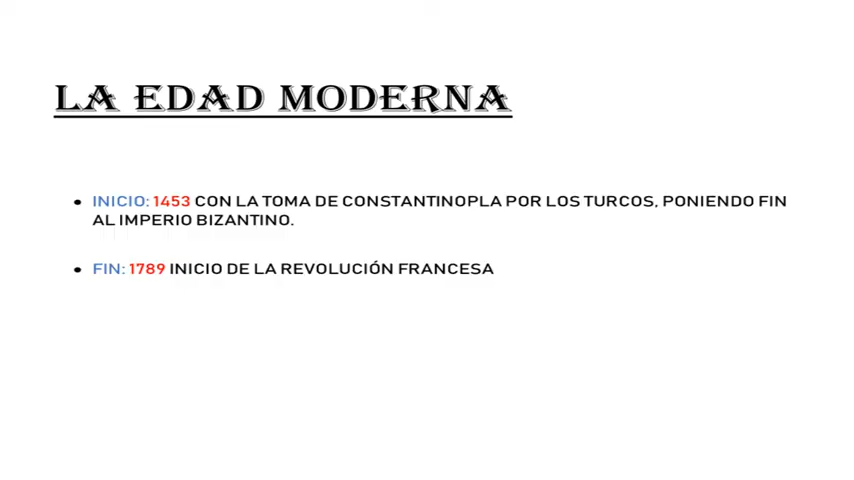 LA EDAD MODERNA
• INICIO: 1453 CON LA TOMA DE CONSTANTINOPLA POR LOS TURCOS, PONIENDO FIN
AL IMPERIO BIZANTINO.
• FIN: 1789 INICIO DE LA REVOLUCIÓN FRANCESA